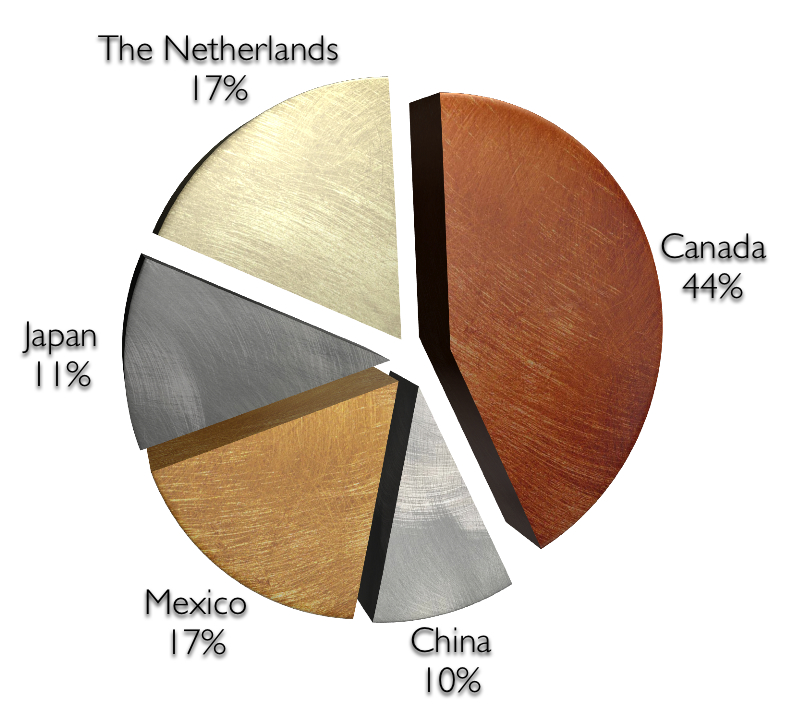 The Netherlands
17%
Canada
44%
Japan
11%
Mexico
17%
China
10%